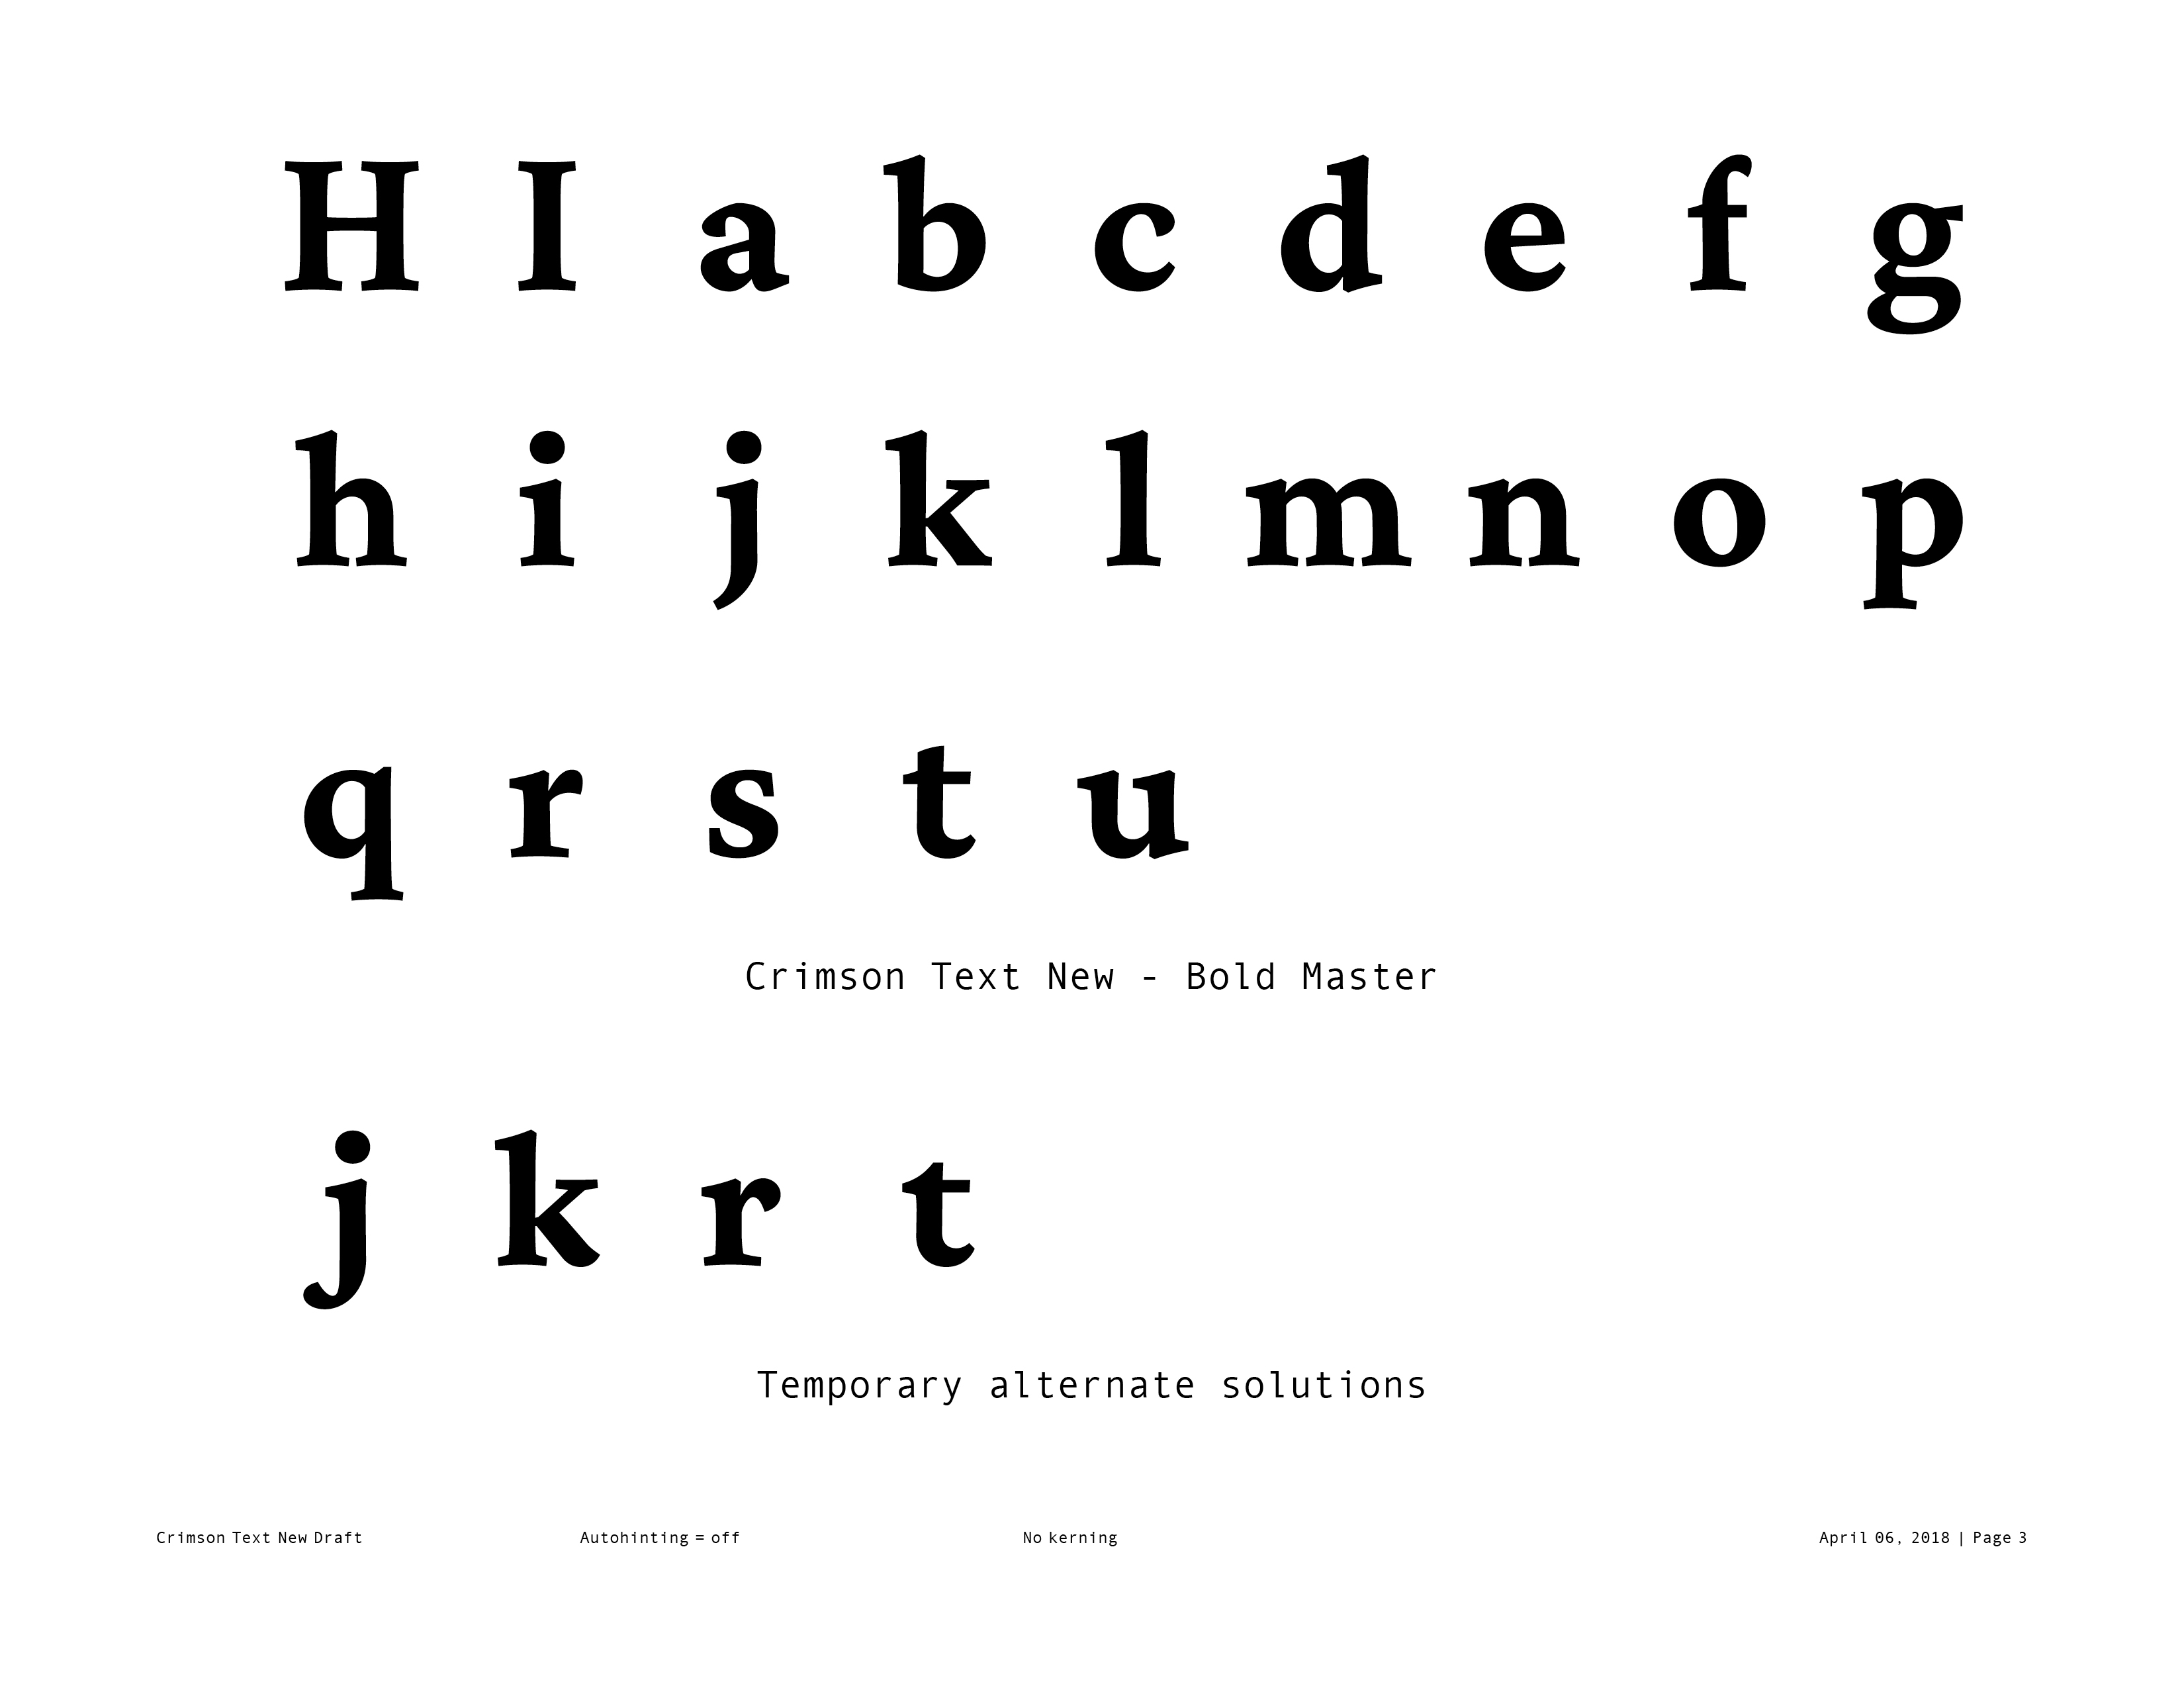 H I a b c d e f g
h i j k l m n o p
q r s t u
Crimson Text New - Bold Master
j k r t
Temporary alternate solutions
Crimson Text New Draft Autohinting = off No kerning April 06, 2018 | Page 3